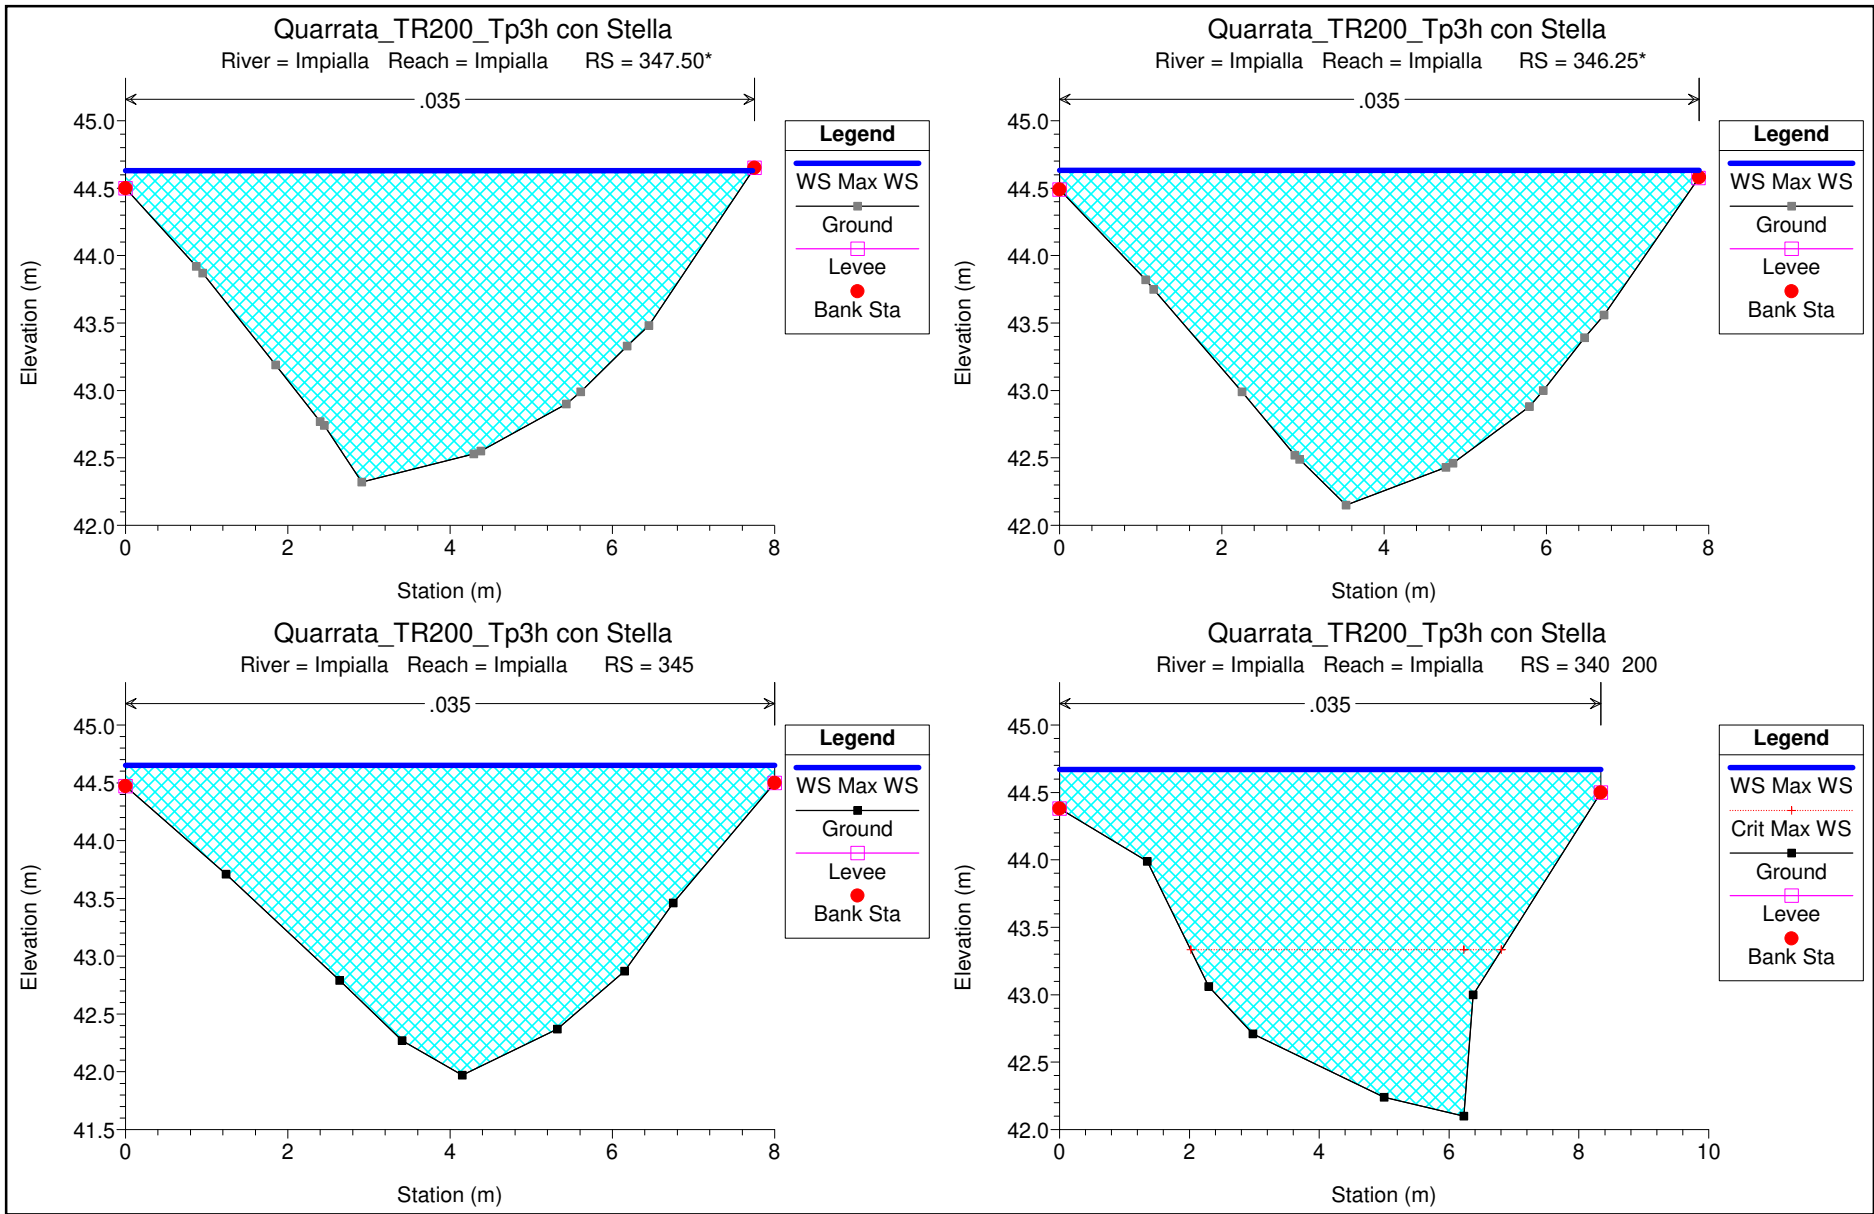 Quarrata_TR200_Tp3h con Stella
River = Impialla Reach = Impialla RS = 347.50*
.035
45.0
44.5
44.0
43.5
43.0
42.5
42.0
0 2 4 6 8
Elevation (m)
Station (m)
Legend
WS Max WS
Ground
Levee
Bank Sta
Quarrata_TR200_Tp3h con Stella
River = Impialla Reach = Impialla RS = 346.25*
.035
45.0
44.5
44.0
43.5
43.0
42.5
42.0
0 2 4 6 8
Elevation (m)
Station (m)
Legend
WS Max WS
Ground
Levee
Bank Sta
Quarrata_TR200_Tp3h con Stella
River = Impialla Reach = Impialla RS = 345
.035
45.0
44.5
44.0
43.5
43.0
42.5
42.0
41.5
0 2 4 6 8
Elevation (m)
Station (m)
Legend
WS Max WS
Ground
Levee
Bank Sta
Quarrata_TR200_Tp3h con Stella
River = Impialla Reach = Impialla RS = 340 200
.035
45.0
44.5
44.0
43.5
43.0
42.5
42.0
0 2 4 6 8 10
Elevation (m)
Station (m)
Legend
WS Max WS
Crit Max WS
Ground
Levee
Bank Sta